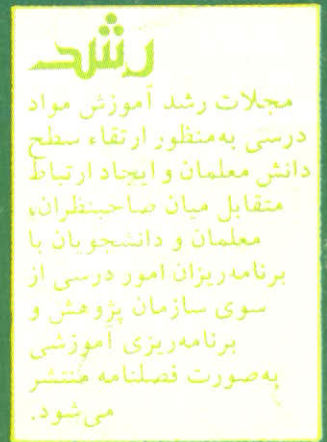 رشد
مجلات رشد آموزش مواد
درسی به‌منظور ارتقاء سطح
دانش معلمان و ایجاد ارتباط
متقابل میان صاحبنظران،
معلمان و دانشجویان با
برنامه‌ریزان امور درسی از
سوی سازمان پژوهش و
برنامه‌ریزی آموزشی
به‌صورت فصلنامه منتشر
می‌شود.